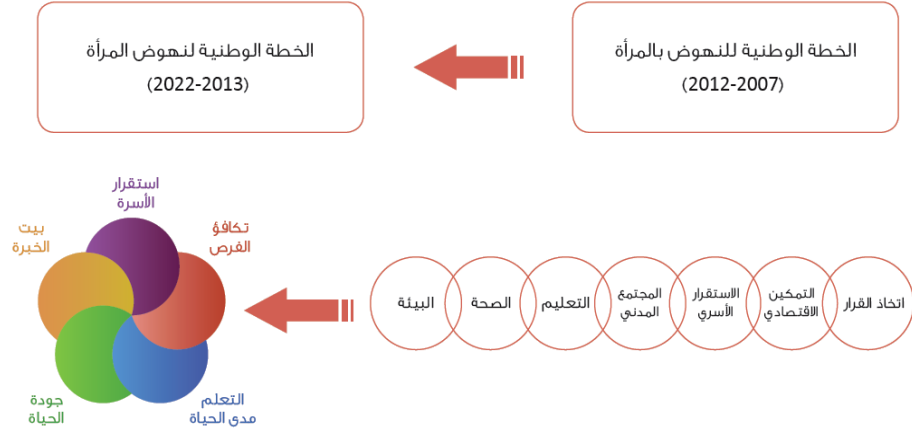 الخطة الوطنية للنهوض بالمرأة
(2012-2007)
الخطة الوطنية لنهوض المرأة
(2022-2013)
اتخاذ القرار
التمكين
الاقتصادي
الاستقرار
الأسري
المجتمع
المدني
التعليم
الصحة
البيئة
استقرار
الأسرة
تكافؤ
الفرص
بيت
الخبرة
التعلم
مدى الحياة
جودة
الحياة